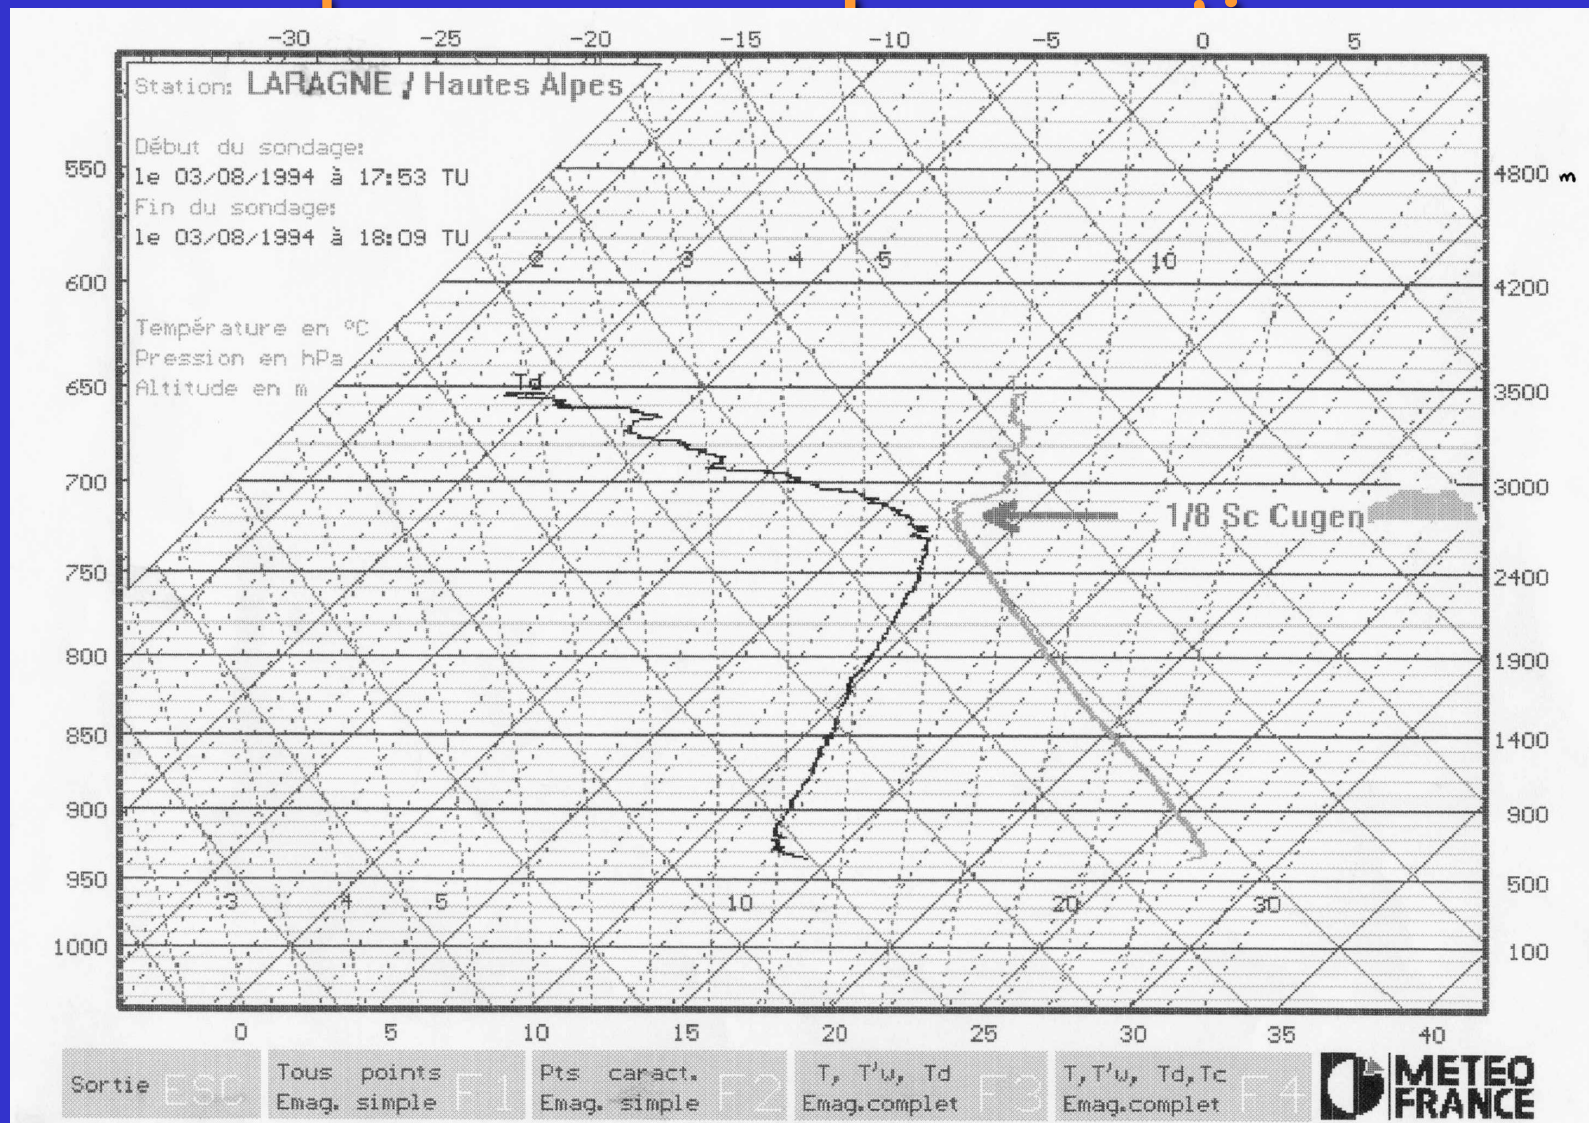 -30 -25 -20 -15 -10 -5 0 5
Station: LARAGNE / Hautes Alpes
Début du sondage:
le 03/08/1994 à 17:53 TU
Fin du sondage:
le 03/08/1994 à 18:09 TU
Température en °C
Pression en hPa
Altitude en m
550 4800 m
2 3 4 5 10
600 4200
Td
650 3500
700 3000
1/8 Sc Cugen
750 2400
800 1900
850 1400
900 900
950 500
3 4 5 10 20 30
1000 100
0 5 10 15 20 25 30 35 40
Sortie ESC
Tous points
Emag. simple F1
Pts caract.
Emag. simple F2
T, T'w, Td
Emag.complet F3
T,T'w, Td,Tc
Emag.complet F4
METEO
FRANCE